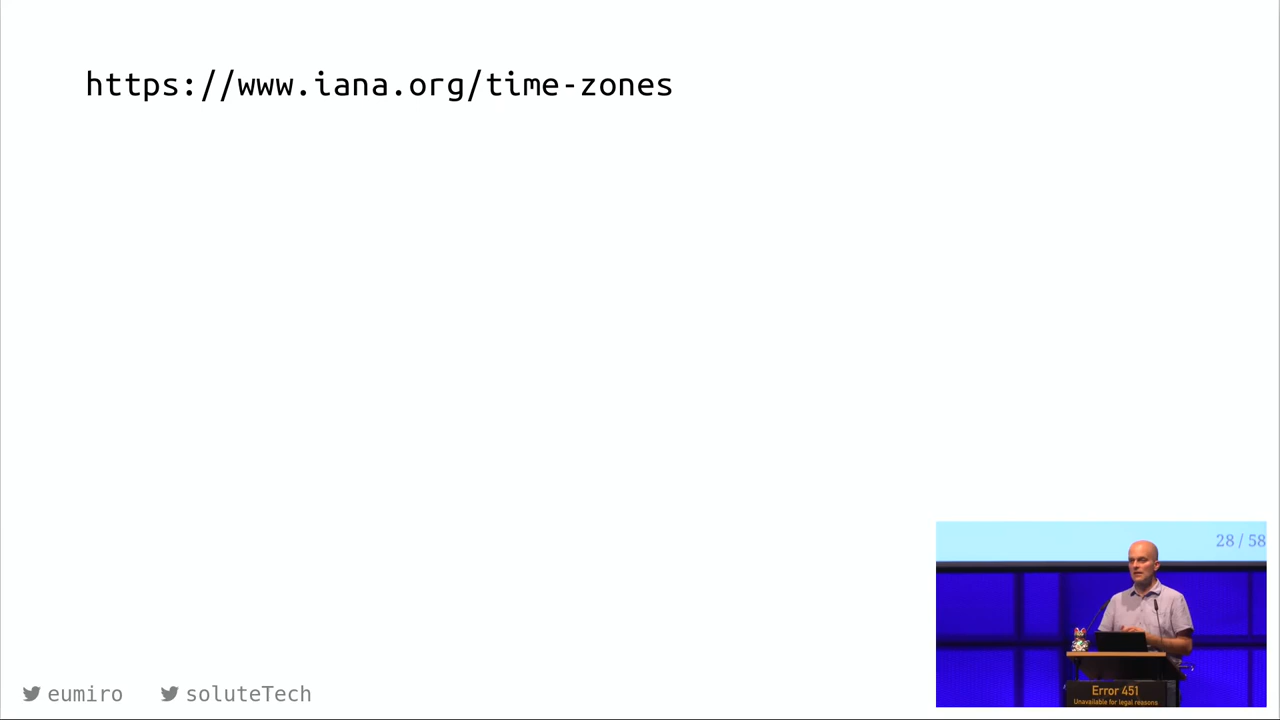 https://www.iana.org/time-zones
28 / 58
Error 451
Unavailable for legal reasons
eumiro soluteTech